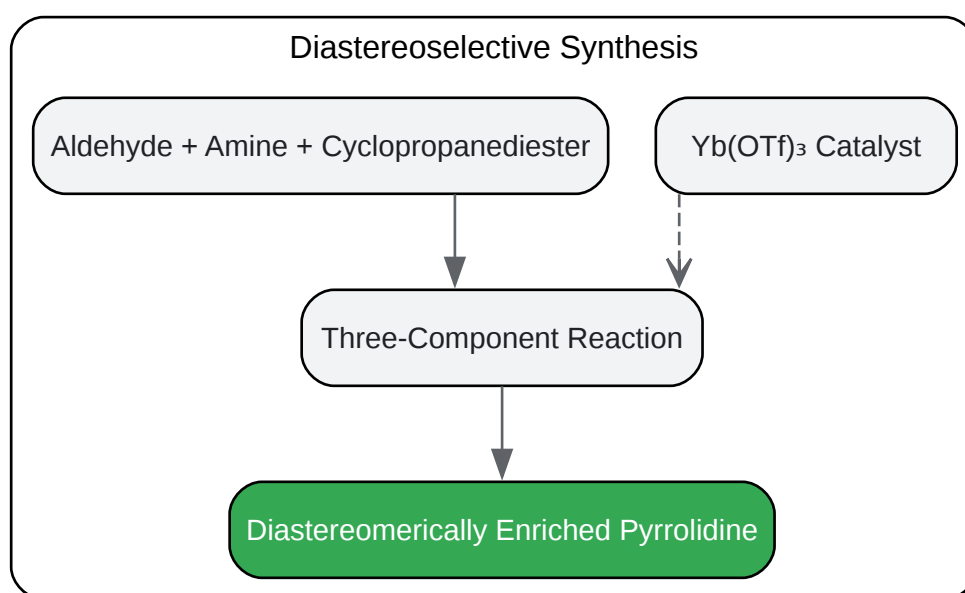 Diastereoselective Synthesis
Aldehyde + Amine + Cyclopropanediester
Yb(OTf)₃ Catalyst
Three-Component Reaction
Diastereomerically Enriched Pyrrolidine